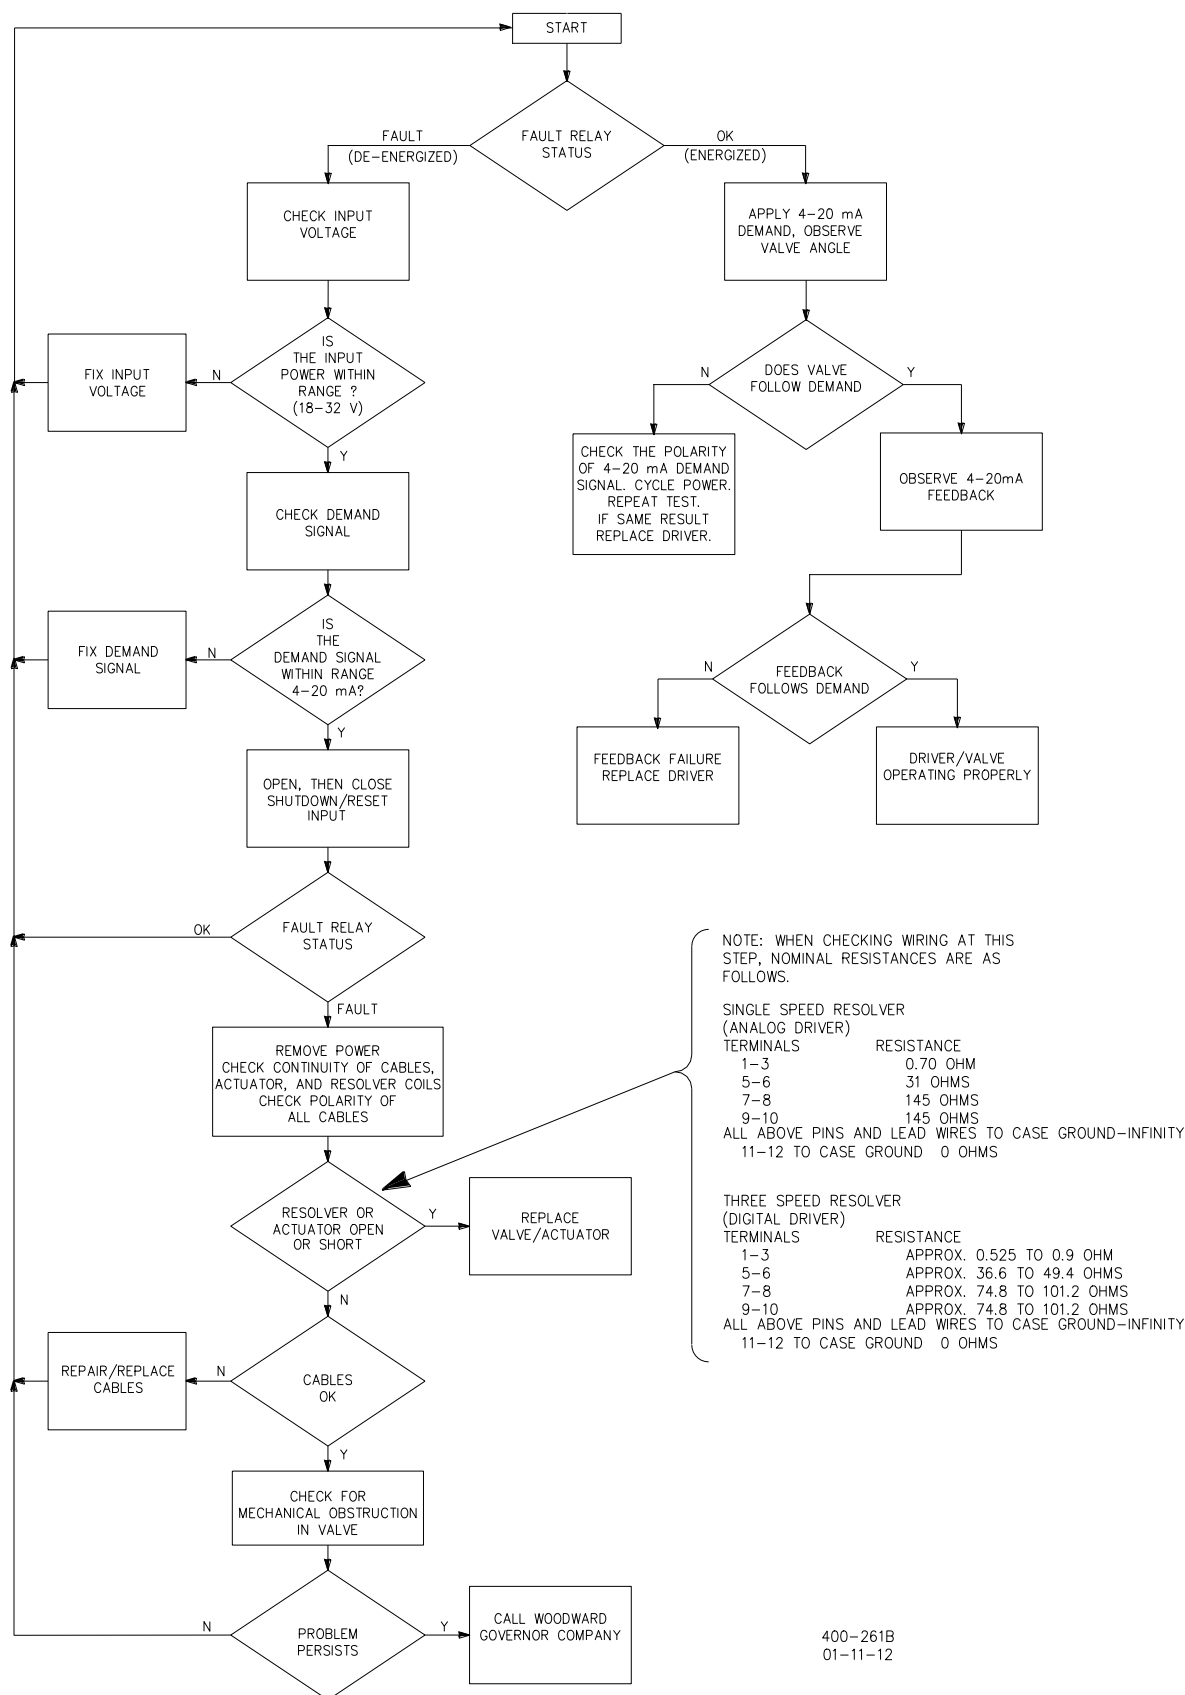 START
FAULT RELAY
STATUS
FAULT
(DE-ENERGIZED)
OK
(ENERGIZED)
CHECK INPUT
VOLTAGE
APPLY 4-20 mA
DEMAND, OBSERVE
VALVE ANGLE
IS
THE INPUT
POWER WITHIN
RANGE ?
(18-32 V)
N
FIX INPUT
VOLTAGE
Y
DOES VALVE
FOLLOW DEMAND
N
Y
CHECK THE POLARITY
OF 4-20 mA DEMAND
SIGNAL. CYCLE POWER.
REPEAT TEST.
IF SAME RESULT
REPLACE DRIVER.
OBSERVE 4-20mA
FEEDBACK
CHECK DEMAND
SIGNAL
IS
THE
DEMAND SIGNAL
WITHIN RANGE
4-20 mA?
N
FIX DEMAND
SIGNAL
Y
FEEDBACK
FOLLOWS DEMAND
N
Y
FEEDBACK FAILURE
REPLACE DRIVER
DRIVER/VALVE
OPERATING PROPERLY
OPEN, THEN CLOSE
SHUTDOWN/RESET
INPUT
FAULT RELAY
STATUS
OK
FAULT
REMOVE POWER
CHECK CONTINUITY OF CABLES,
ACTUATOR, AND RESOLVER COILS
CHECK POLARITY OF
ALL CABLES
NOTE: WHEN CHECKING WIRING AT THIS
STEP, NOMINAL RESISTANCES ARE AS
FOLLOWS.
SINGLE SPEED RESOLVER
(ANALOG DRIVER)
TERMINALS RESISTANCE
1-3 0.70 OHM
5-6 31 OHMS
7-8 145 OHMS
9-10 145 OHMS
ALL ABOVE PINS AND LEAD WIRES TO CASE GROUND-INFINITY
11-12 TO CASE GROUND 0 OHMS
THREE SPEED RESOLVER
(DIGITAL DRIVER)
TERMINALS RESISTANCE
1-3 APPROX. 0.525 TO 0.9 OHM
5-6 APPROX. 36.6 TO 49.4 OHMS
7-8 APPROX. 74.8 TO 101.2 OHMS
9-10 APPROX. 74.8 TO 101.2 OHMS
ALL ABOVE PINS AND LEAD WIRES TO CASE GROUND-INFINITY
11-12 TO CASE GROUND 0 OHMS
RESOLVER OR
ACTUATOR OPEN
OR SHORT
Y
REPLACE
VALVE/ACTUATOR
N
CABLES
OK
N
REPAIR/REPLACE
CABLES
Y
CHECK FOR
MECHANICAL OBSTRUCTION
IN VALVE
PROBLEM
PERSISTS
N
Y
CALL WOODWARD
GOVERNOR COMPANY
400-261B
01-11-12